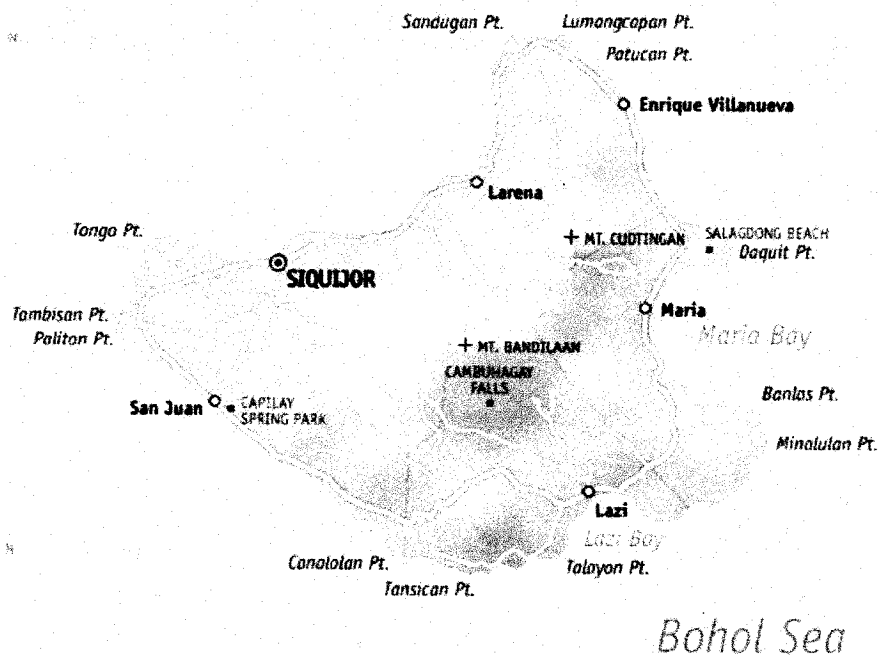 Sandugan Pt.
Lumangcapan Pt.
Patucan Pt.
Enrique Villanueva
Larena
Tongo Pt.
MT. CUDTINGAN
SALAGDONG BEACH
Daquit Pt.
SIQUIJOR
Tambisan Pt.
Paliton Pt.
Maria
Maria Bay
MT. BANDILAAN
CAMBUHAGAY
FALLS
San Juan
CAPILAY
SPRING PARK
Banlas Pt.
Minalulan Pt.
Lazi
Lazi Bay
Canalolan Pt.
Tansican Pt.
Talayon Pt.
Bohol Sea